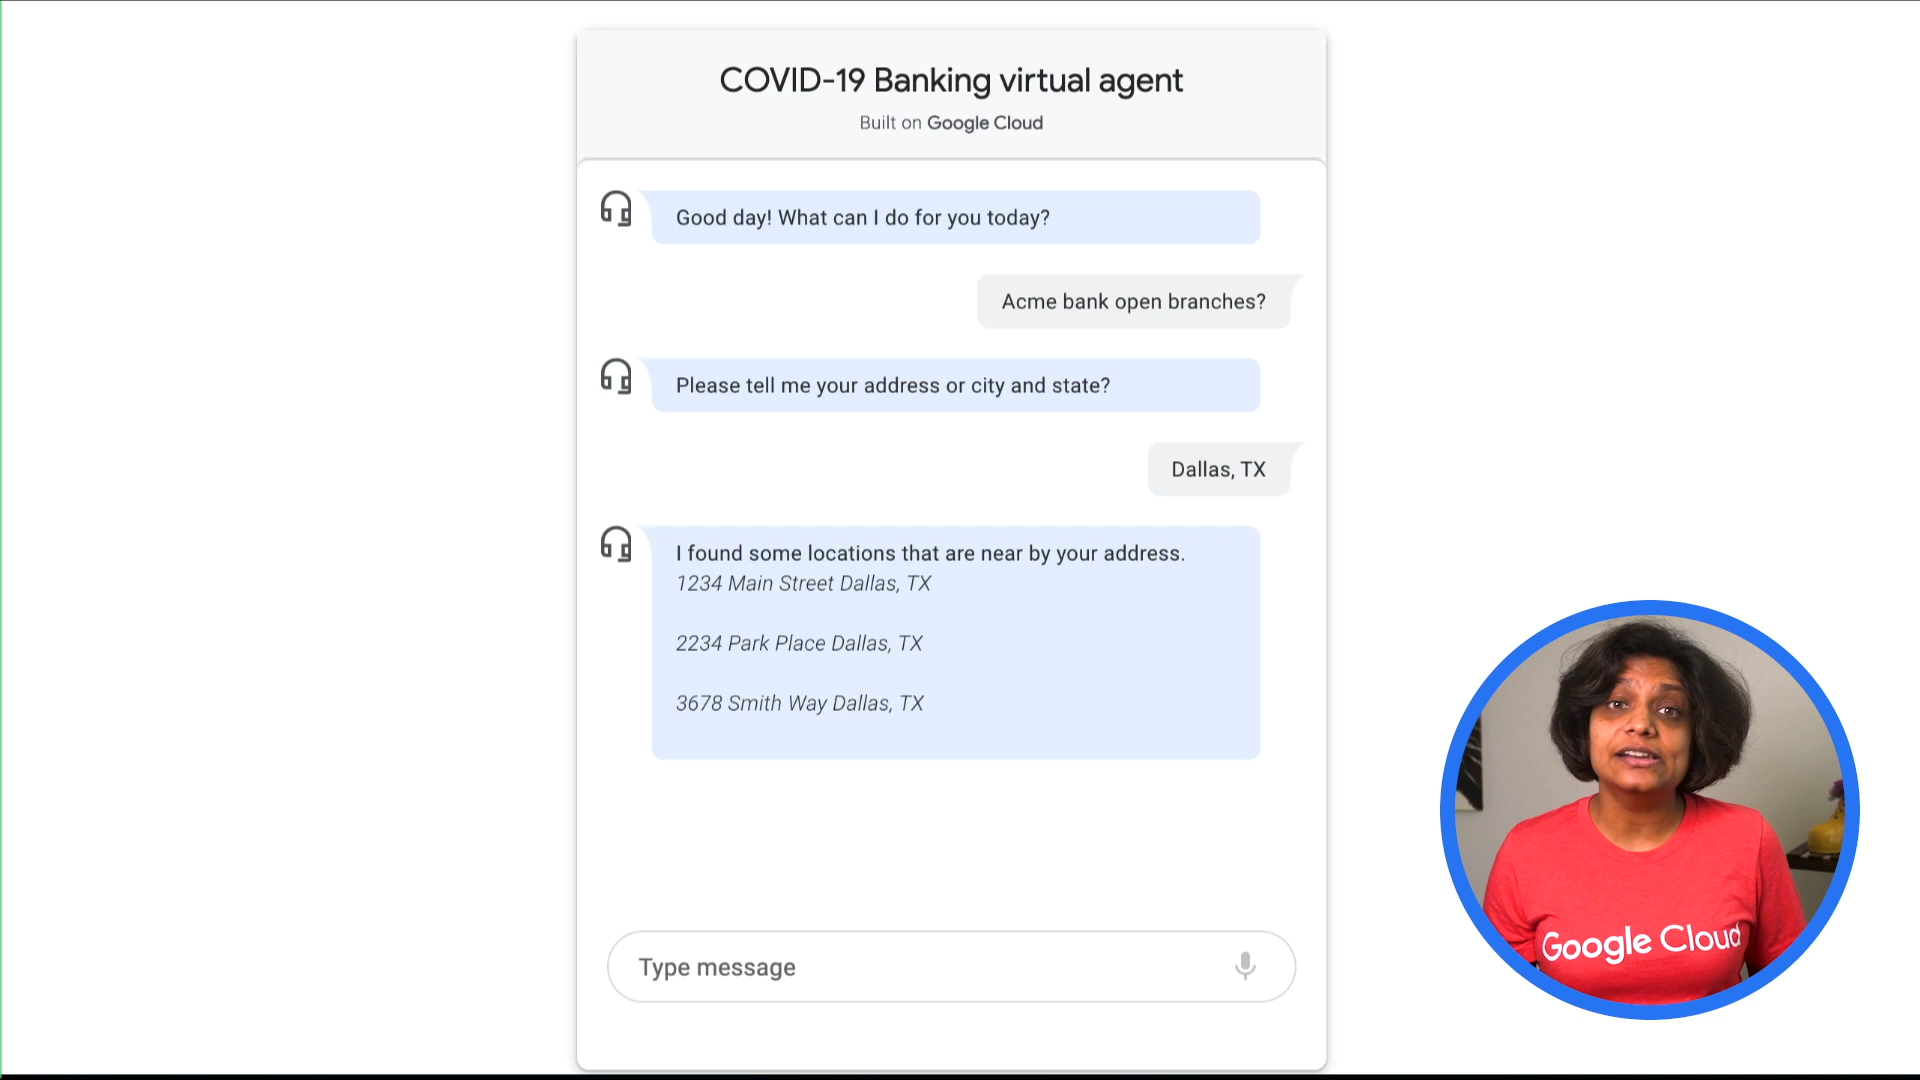 COVID-19 Banking virtual agent
Built on Google Cloud
Good day! What can I do for you today?
Acme bank open branches?
Please tell me your address or city and state?
Dallas, TX
I found some locations that are near by your address.
1234 Main Street Dallas, TX
2234 Park Place Dallas, TX
3678 Smith Way Dallas, TX
Type message
Google Cloud